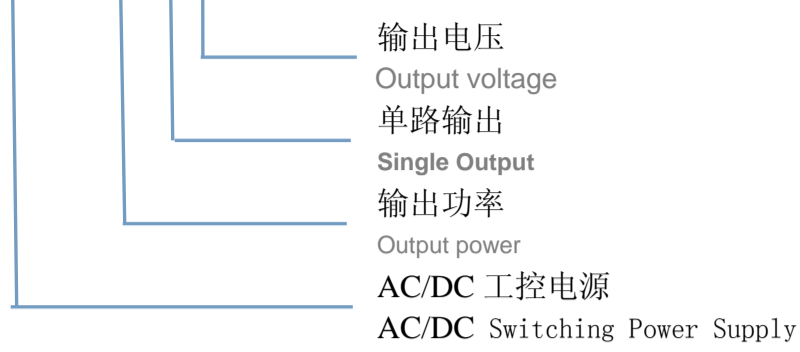 输出电压
Output voltage
单路输出
Single Output
输出功率
Output power
AC/DC 工控电源
AC/DC Switching Power Supply